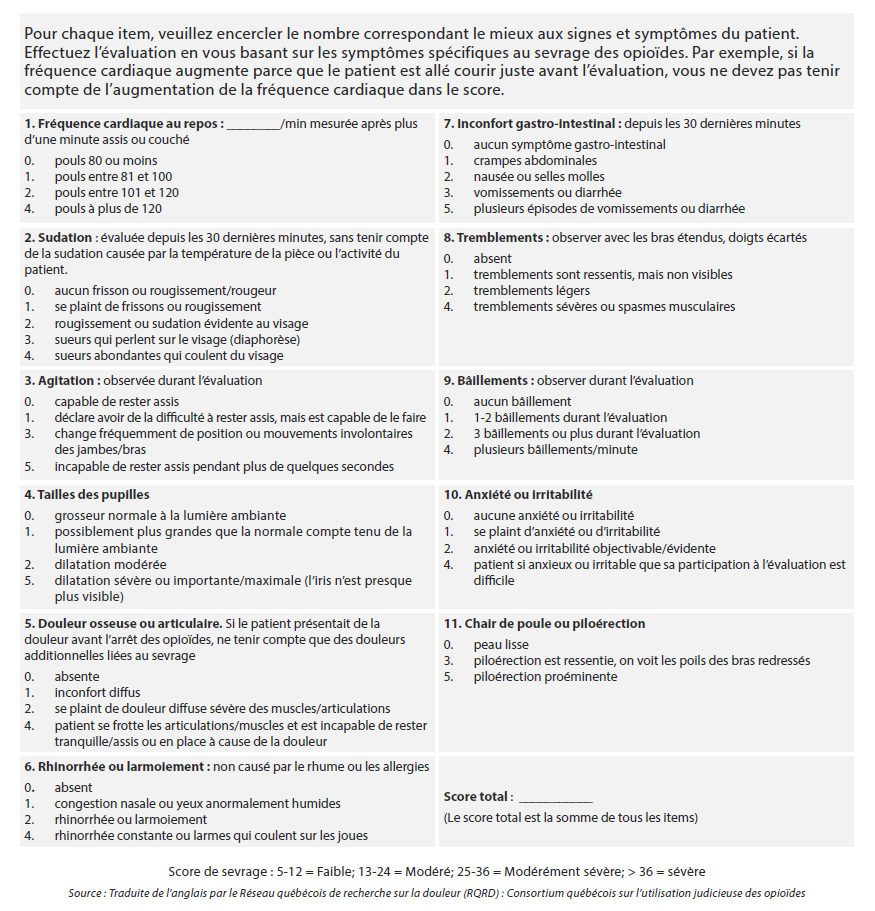 Pour chaque item, veuillez encercler le nombre correspondant le mieux aux signes et symptômes du patient.
Effectuez l'évaluation en vous basant sur les symptômes spécifiques au sevrage des opioïdes. Par exemple, si la
fréquence cardiaque augmente parce que le patient est allé courir juste avant l'évaluation, vous ne devez pas tenir
compte de l'augmentation de la fréquence cardiaque dans le score.
1. Fréquence cardiaque au repos : ________/min mesurée après plus
d'une minute assis ou couché
0. pouls 80 ou moins
1. pouls entre 81 et 100
2. pouls entre 101 et 120
4. pouls à plus de 120
2. Sudation : évaluée depuis les 30 dernières minutes, sans tenir compte
de la sudation causée par la température de la pièce ou l'activité du
patient.
0. aucun frisson ou rougissement/rougeur
1. se plaint de frissons ou rougissement
2. rougissement ou sudation évidente au visage
3. sueurs qui perlent sur le visage (diaphorèse)
4. sueurs abondantes qui coulent du visage
3. Agitation : observée durant l'évaluation
0. capable de rester assis
1. déclare avoir de la difficulté à rester assis, mais est capable de le faire
3. change fréquemment de position ou mouvements involontaires
des jambes/bras
5. incapable de rester assis pendant plus de quelques secondes
4. Tailles des pupilles
0. grosseur normale à la lumière ambiante
1. possiblement plus grandes que la normale compte tenu de la
lumière ambiante
2. dilatation modérée
5. dilatation sévère ou importante/maximale (l'iris n'est presque
plus visible)
5. Douleur osseuse ou articulaire. Si le patient présentait de la
douleur avant l'arrêt des opioïdes, ne tenir compte que des douleurs
additionnelles liées au sevrage
0. absente
1. inconfort diffus
2. se plaint de douleur diffuse sévère des muscles/articulations
4. patient se frotte les articulations/muscles et est incapable de rester
tranquille/assis ou en place à cause de la douleur
6. Rhinorrhée ou larmoiement : non causé par le rhume ou les allergies
0. absent
1. congestion nasale ou yeux anormalement humides
2. rhinorrhée ou larmoiement
4. rhinorrhée constante ou larmes qui coulent sur les joues
7. Inconfort gastro-intestinal : depuis les 30 dernières minutes
0. aucun symptôme gastro-intestinal
1. crampes abdominales
2. nausée ou selles molles
3. vomissements ou diarrhée
5. plusieurs épisodes de vomissements ou diarrhée
8. Tremblements : observer avec les bras étendus, doigts écartés
0. absent
1. tremblements sont ressentis, mais non visibles
2. tremblements légers
4. tremblements sévères ou spasmes musculaires
9. Bâillements : observer durant l'évaluation
0. aucun bâillement
1. 1-2 bâillements durant l'évaluation
2. 3 bâillements ou plus durant l'évaluation
4. plusieurs bâillements/minute
10. Anxiété ou irritabilité
0. aucune anxiété ou irritabilité
1. se plaint d'anxiété ou d'irritabilité
2. anxiété ou irritabilité objectivable/évidente
4. patient si anxieux ou irritable que sa participation à l'évaluation est
difficile
11. Chair de poule ou piloérection
0. peau lisse
3. piloérection est ressentie, on voit les poils des bras redressés
5. piloérection proéminente
Score total : ___________
(Le score total est la somme de tous les items)
Score de sevrage : 5-12 = Faible; 13-24 = Modéré; 25-36 = Modérément sévère; > 36 = sévère
Source : Traduite de l'anglais par le Réseau québécois de recherche sur la douleur (RQRD) : Consortium québécois sur l'utilisation judicieuse des opioïdes